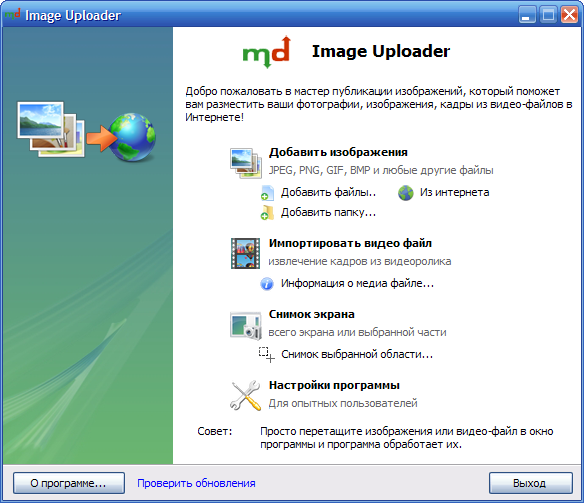 Image Uploader
md Image Uploader
Добро пожаловать в мастер публикации изображений, который поможет
вам разместить ваши фотографии, изображения, кадры из видео-файлов в
Интернете!
Добавить изображения
JPEG, PNG, GIF, BMP и любые другие файлы
Добавить файлы.. Из интернета
Добавить папку...
Импортировать видео файл
извлечение кадров из видеоролика
Информация о медиа файле...
Снимок экрана
всего экрана или выбранной части
Снимок выбранной области...
Настройки программы
Для опытных пользователей
Совет: Просто перетащите изображения или видео-файл в окно
программы и программа обработает их.
О программе... Проверить обновления Выход